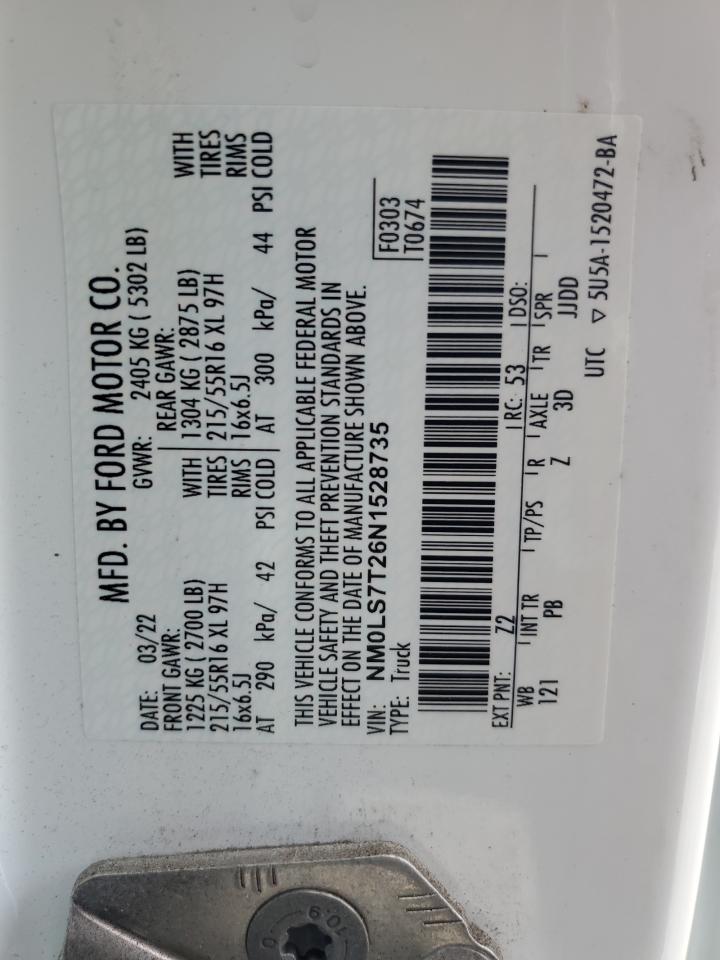 MFD. BY FORD MOTOR CO.
DATE: 03/22 GVWR: 2405 KG ( 5302 LB)
FRONT GAWR: REAR GAWR:
1225 KG ( 2700 LB) WITH 1304 KG ( 2875 LB) WITH
215/55R16 XL 97H TIRES 215/55R16 XL 97H TIRES
16x6.5J RIMS 16x6.5J RIMS
AT 290 kPa/ 42 PSI COLD AT 300 kPa/ 44 PSI COLD
THIS VEHICLE CONFORMS TO ALL APPLICABLE FEDERAL MOTOR
VEHICLE SAFETY AND THEFT PREVENTION STANDARDS IN
EFFECT ON THE DATE OF MANUFACTURE SHOWN ABOVE.
VIN: NM0LS7T26N1528735 F0303
TYPE: Truck T0674
EXT PNT: Z2 RC: 53 DSO:
WB INT TR TP/PS R AXLE TR SPR
121 PB Z 3D JJDD
UTC ▽ 5U5A-1520472-BA
10.9
0